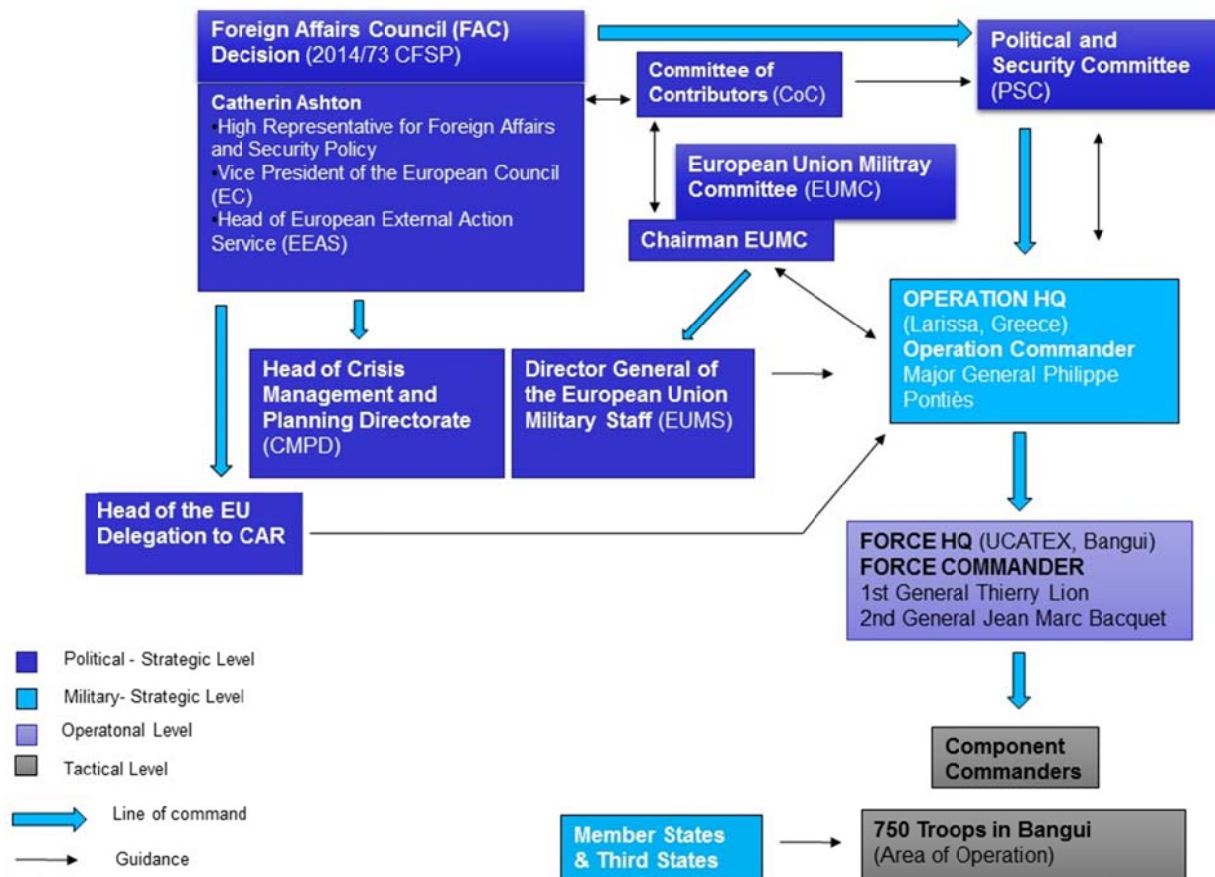 Foreign Affairs Council (FAC)
Decision (2014/73 CFSP)
Catherin Ashton
•High Representative for Foreign Affairs
and Security Policy
•Vice President of the European Council
(EC)
•Head of European External Action
Service (EEAS)
Committee of
Contributors (CoC)
Political and
Security Committee
(PSC)
European Union Militray
Committee (EUMC)
Chairman EUMC
OPERATION HQ
(Larissa, Greece)
Operation Commander
Major General Philippe
Pontiès
Head of Crisis
Management and
Planning Directorate
(CMPD)
Director General of
the European Union
Military Staff (EUMS)
Head of the EU
Delegation to CAR
FORCE HQ (UCATEX, Bangui)
FORCE COMMANDER
1st General Thierry Lion
2nd General Jean Marc Bacquet
Political - Strategic Level
Military- Strategic Level
Operatonal Level
Tactical Level
Line of command
Guidance
Component
Commanders
Member States
& Third States
750 Troops in Bangui
(Area of Operation)